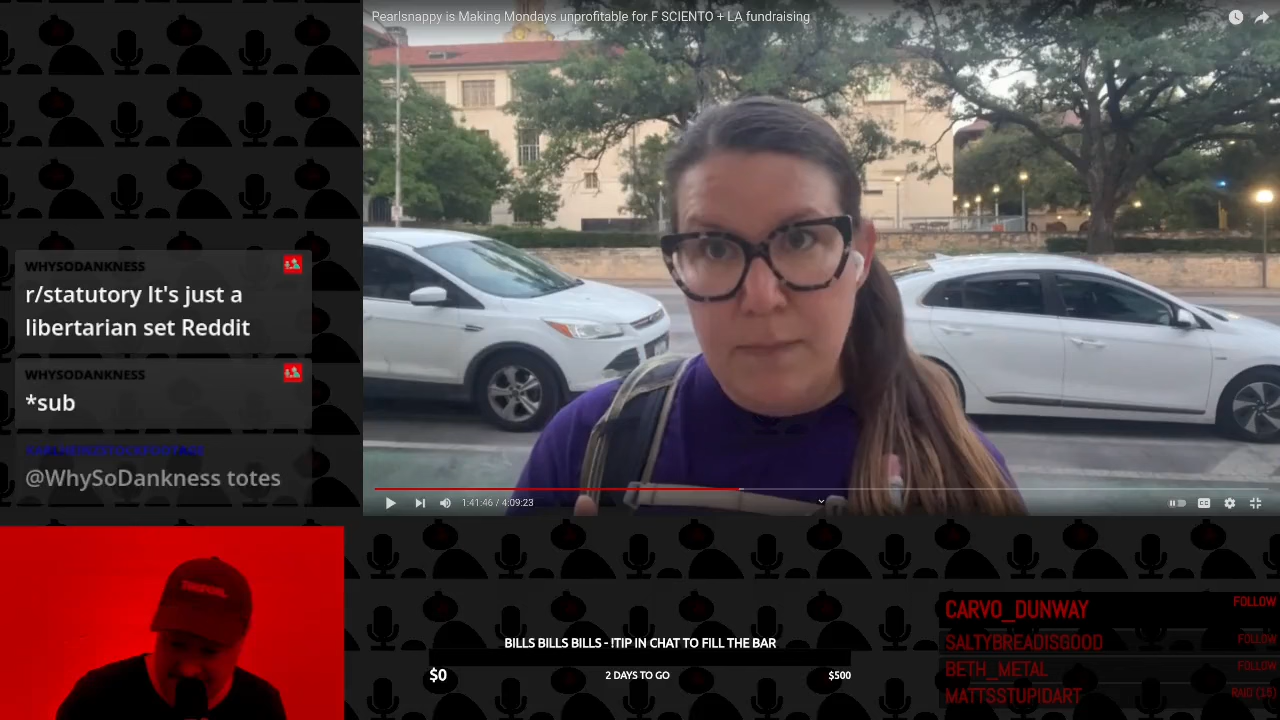 Pearlsnappy is Making Mondays unprofitable for F SCIENTO + LA fundraising
WHYSODANKNESS
r/statutory It's just a
libertarian set Reddit
WHYSODANKNESS
*sub
@WhySoDankness totes
1:41:46 / 4:09:23
CC
BILLS BILLS BILLS - !TIP IN CHAT TO FILL THE BAR
$0
2 DAYS TO GO
$500
CARVO_DUNWAY
FOLLOW
SALTYBREADISGOOD
FOLLOW
BETH_METAL
FOLLOW
MATTSSTUPIDART
RAID (15)